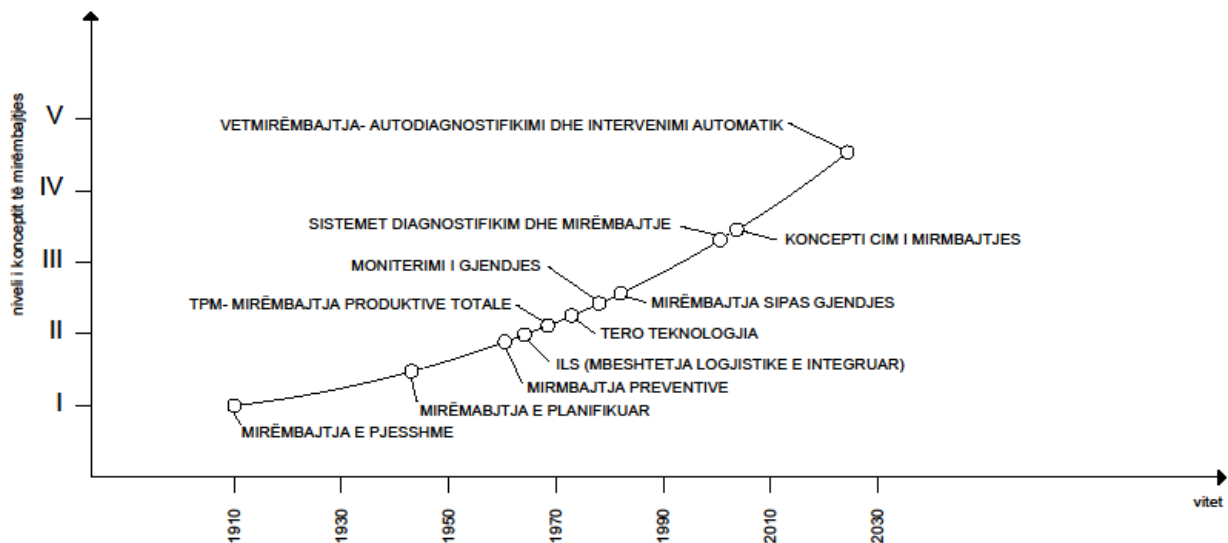 niveli i konceptit të mirëmbajtjes
V
IV
III
II
I
VETMIRËMBAJTJA- AUTODIAGNOSTIFIKIMI DHE INTERVENIMI AUTOMATIK
SISTEMET DIAGNOSTIFIKIM DHE MIRËMBAJTJE
KONCEPTI CIM I MIRMBAJTJES
MONITERIMI I GJENDJES
MIRËMBAJTJA SIPAS GJENDJES
TPM- MIRËMBAJTJA PRODUKTIVE TOTALE
TERO TEKNOLOGJIA
ILS (MBESHTETJA LOGJISTIKE E INTEGRUAR)
MIRMBAJTJA PREVENTIVE
MIRËMABJTJA E PLANIFIKUAR
MIRËMBAJTJA E PJESSHME
1910
1930
1950
1970
1990
2010
2030
vitet